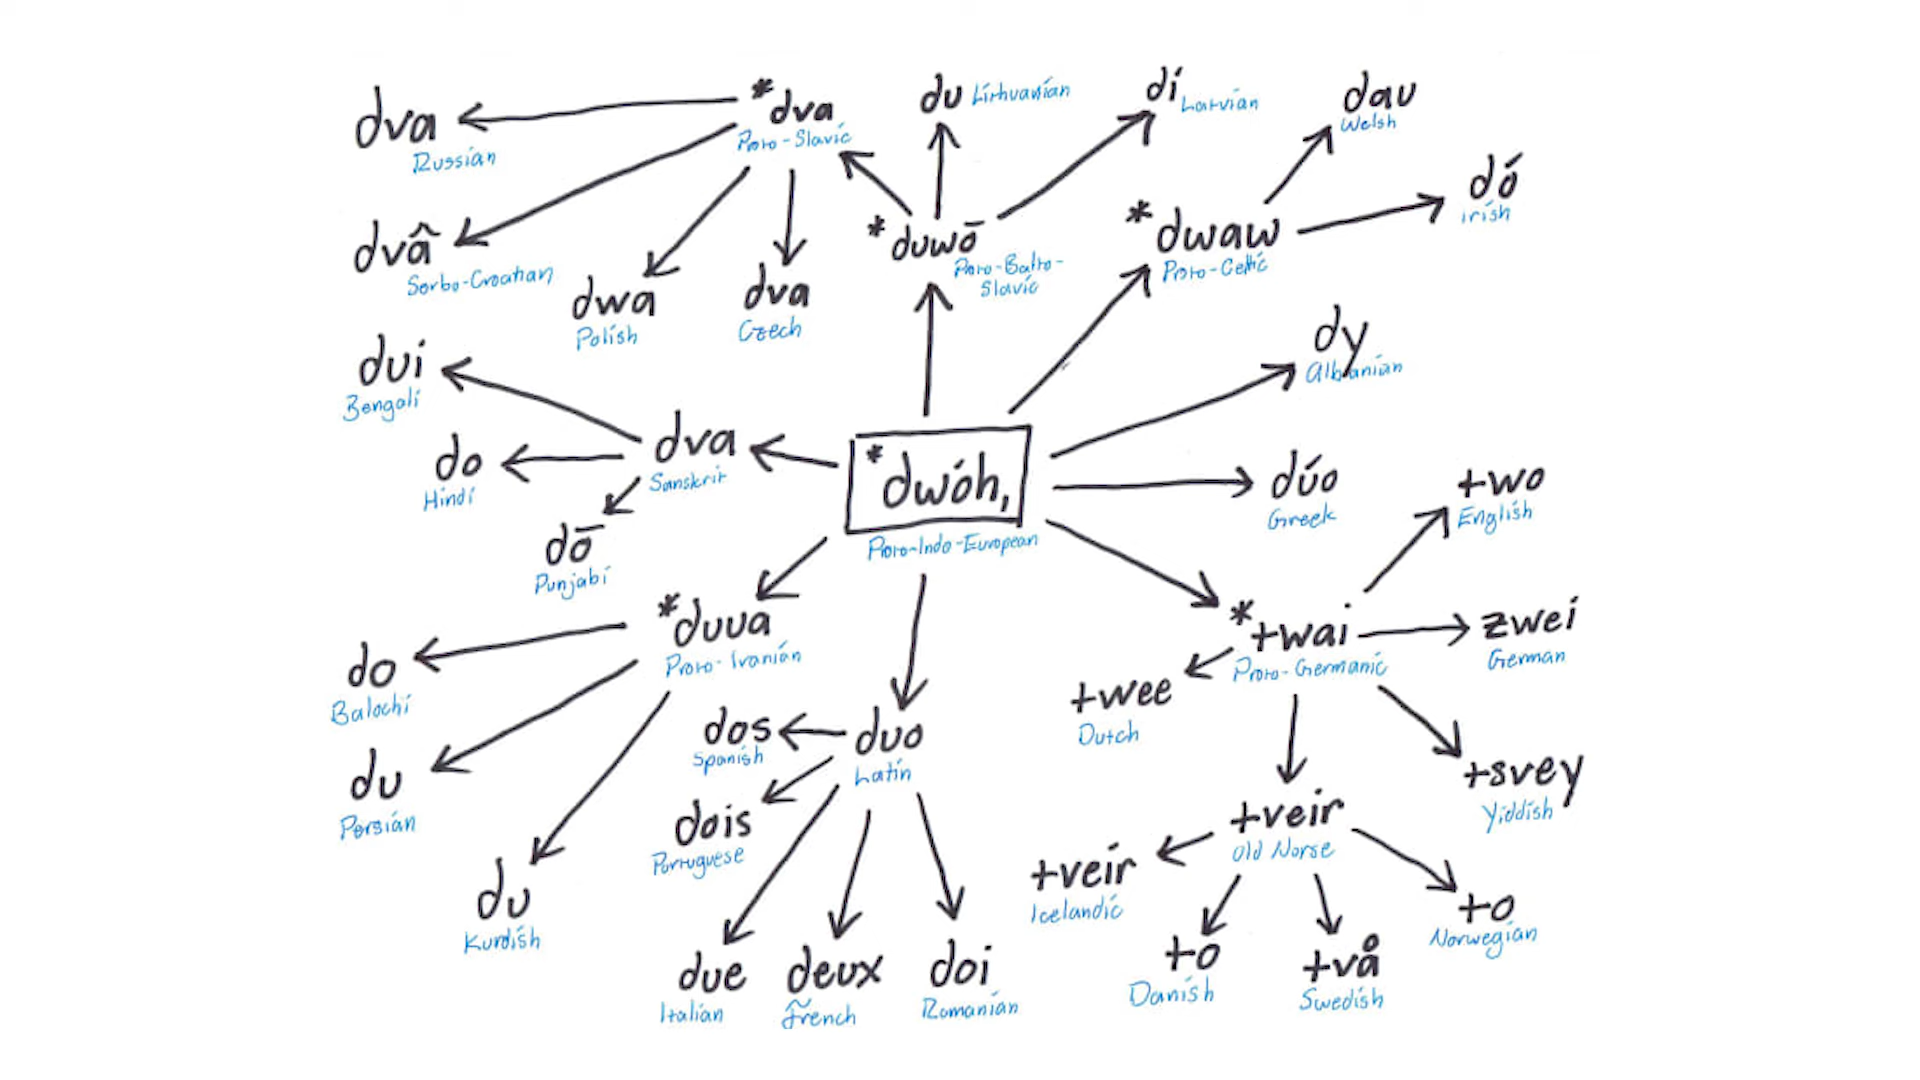 *dva
Proto-Slavic
du Lithuanian
di
Latvian
dau
Welsh
dva
Russian
dó
irish
dvâ
Serbo-Croatian
*duwō
Proto-Balto-
Slavic
*dwaw
Proto-Celtic
dwa
Polish
dva
Czech
dy
Albanian
dui
Bengali
do
Hindi
dva
Sanskrit
dō
Punjabi
*dwóh₁
Proto-Indo-European
dúo
Greek
two
English
*duua
Proto-Iranian
do
Balochi
du
Persian
du
Kurdish
*twai
Proto-Germanic
zwei
German
twee
Dutch
tsvey
Yiddish
duo
Latin
dos
Spanish
dois
Portuguese
due
Italian
deux
French
doi
Romanian
tveir
Old Norse
tveir
Icelandic
to
Danish
två
Swedish
to
Norwegian